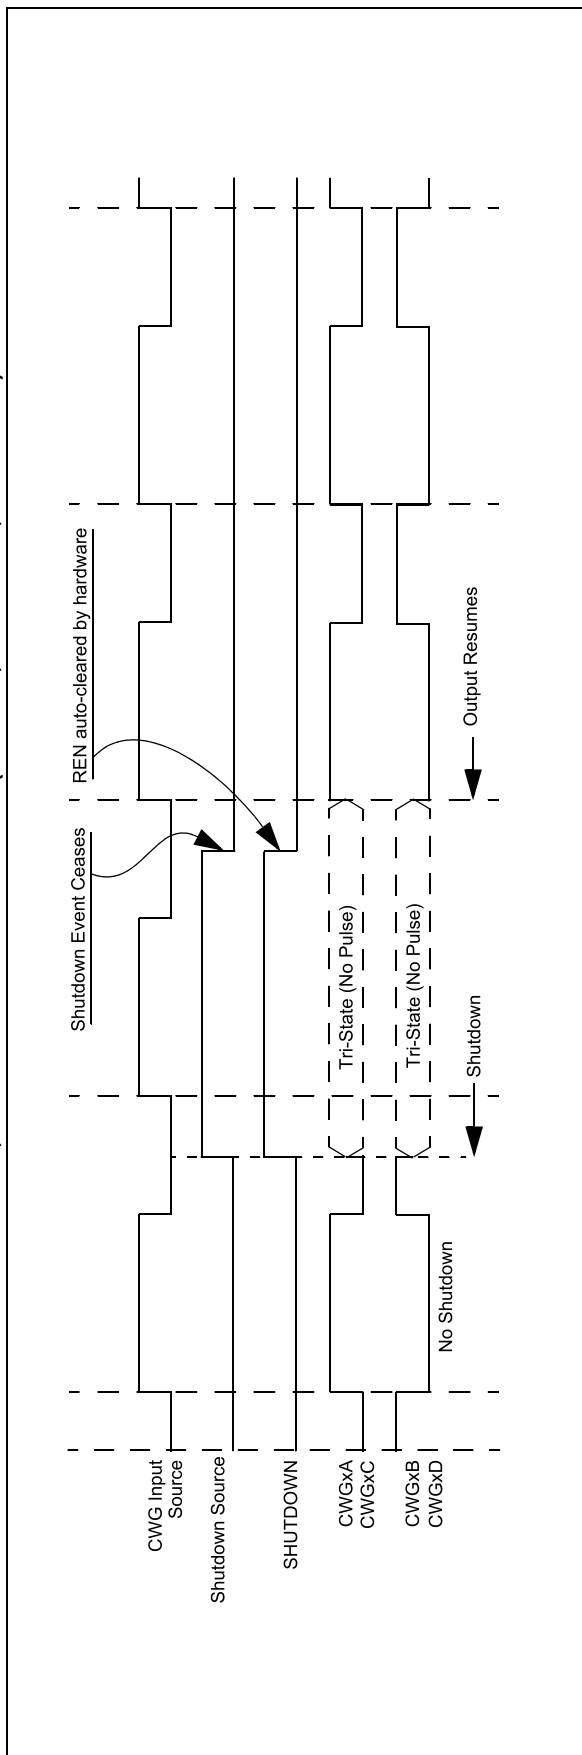 REN auto-cleared by hardware
Shutdown Event Ceases
CWG Input
Source
Shutdown Source
SHUTDOWN
CWGxA
CWGxC
Tri-State (No Pulse)
CWGxB
CWGxD
Tri-State (No Pulse)
No Shutdown
Shutdown
Output Resumes